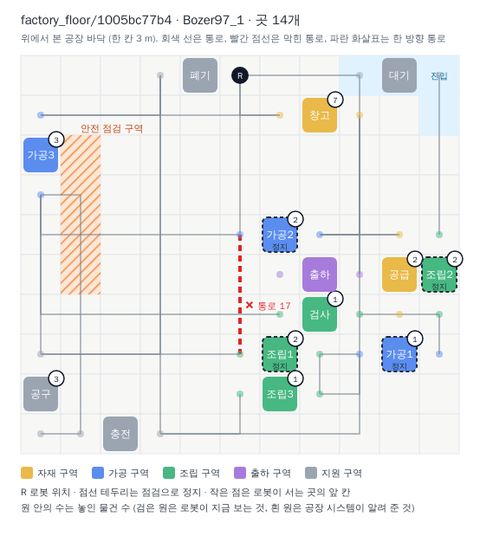 factory_floor/1005bc77b4 · Bozer97_1 · 곳 14개
위에서 본 공장 바닥 (한 칸 3 m). 회색 선은 통로, 빨간 점선은 막힌 통로, 파란 화살표는 한 방향 통로
폐기
R
대기
진입
창고
7
안전 점검 구역
가공3
3
가공2
정지
2
출하
공급
2
조립2
정지
2
검사
1
통로 17
조립1
정지
2
가공1
정지
1
공구
3
조립3
1
충전
자재 구역
가공 구역
조립 구역
출하 구역
지원 구역
R 로봇 위치 · 점선 테두리는 점검으로 정지 · 작은 점은 로봇이 서는 곳의 앞 칸
원 안의 수는 놓인 물건 수 (검은 원은 로봇이 지금 보는 것, 흰 원은 공장 시스템이 알려 준 것)